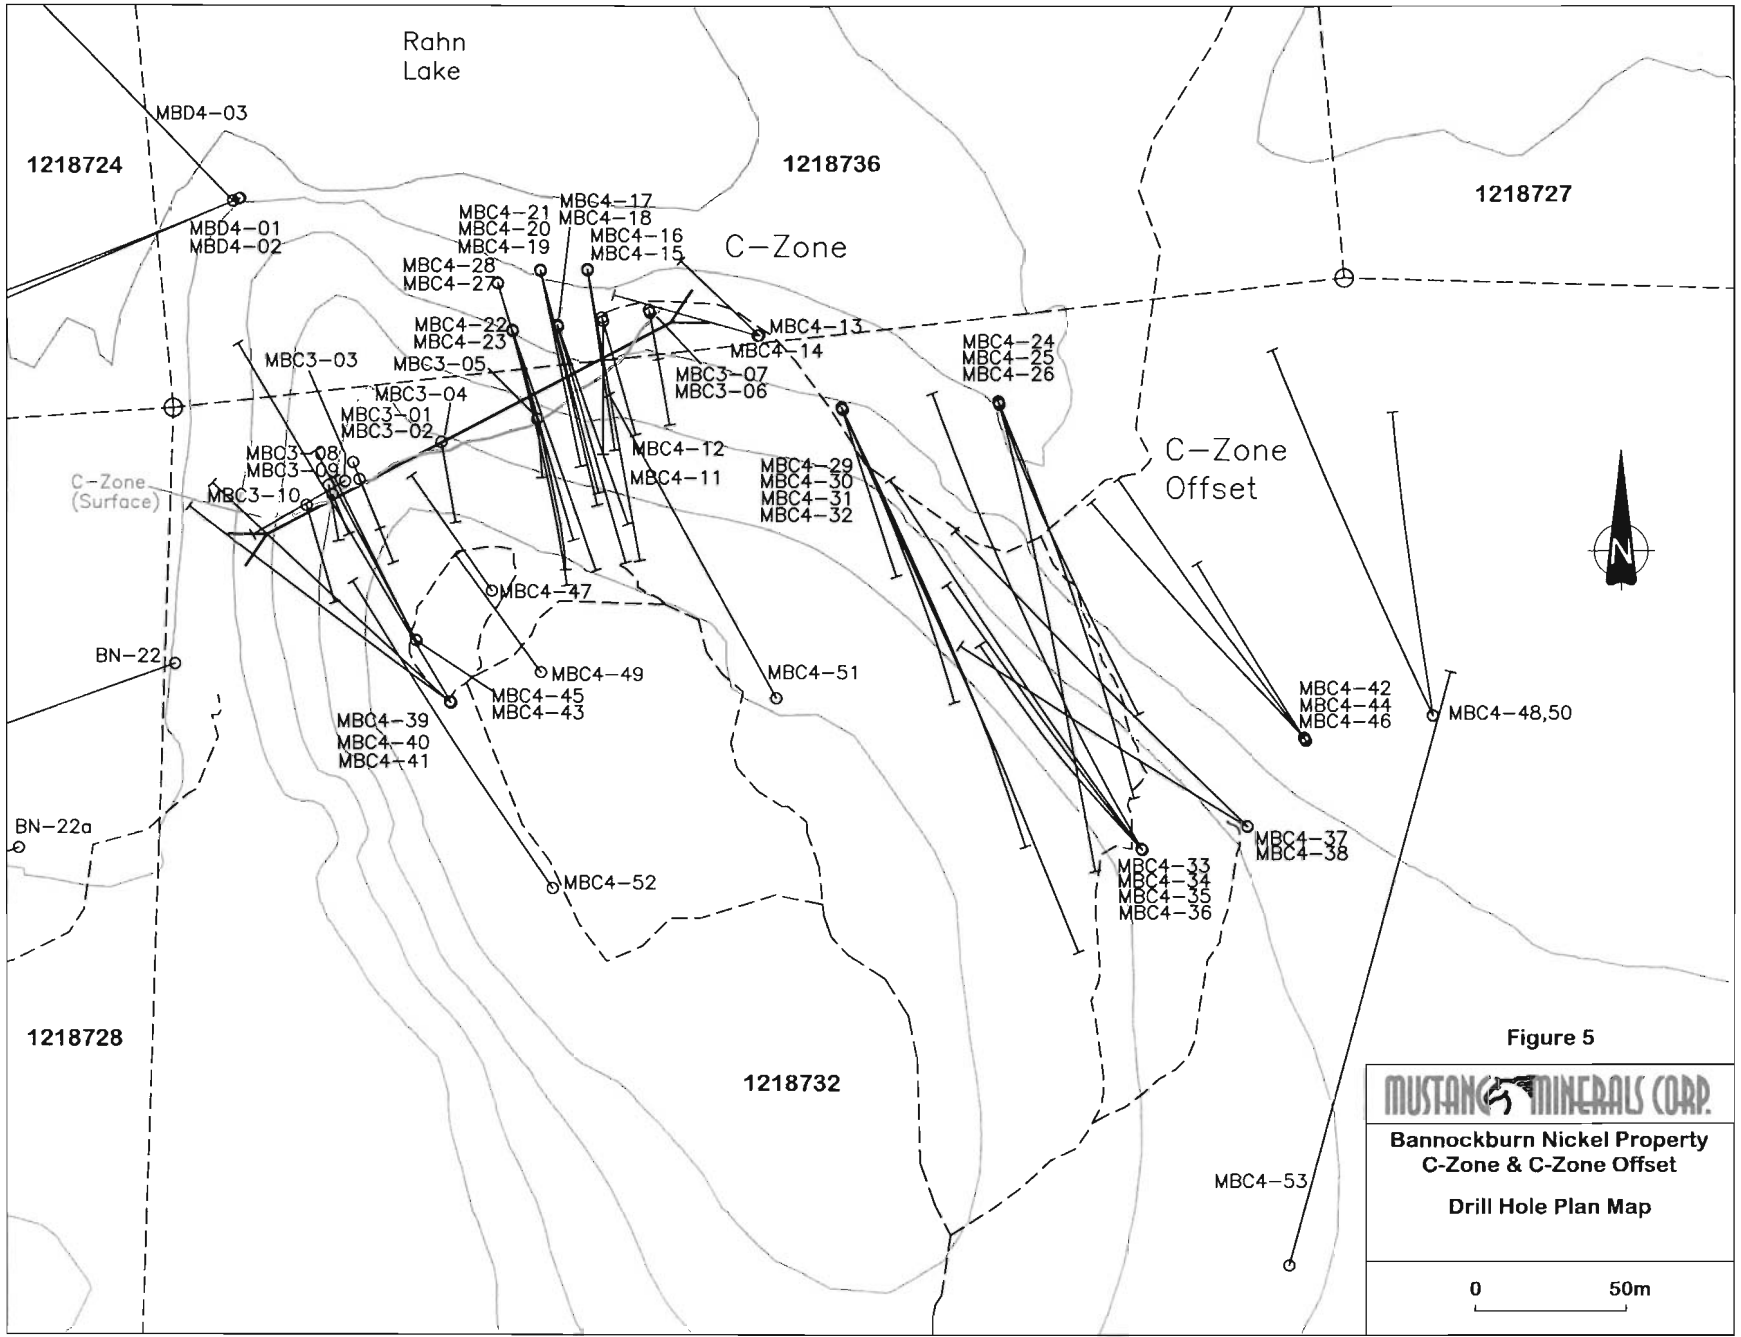 Rahn
Lake
MBD4-03
1218724
1218736
1218727
MBD4-01
MBD4-02
MBC4-17
MBC4-18
MBC4-21
MBC4-20
MBC4-19
MBC4-16
MBC4-15
C-Zone
MBC4-28
MBC4-27
MBC4-22
MBC4-23
MBC4-13
MBC4-14
MBC4-24
MBC4-25
MBC4-26
MBC3-03
MBC3-05
MBC3-04
MBC3-07
MBC3-06
MBC3-01
MBC3-02
MBC3-08
MBC3-09
MBC3-10
C-Zone
(Surface)
MBC4-12
MBC4-11
MBC4-29
MBC4-30
MBC4-31
MBC4-32
C-Zone
Offset
N
MBC4-47
BN-22
MBC4-49
MBC4-51
MBC4-45
MBC4-43
MBC4-39
MBC4-40
MBC4-41
MBC4-42
MBC4-44
MBC4-46
MBC4-48,50
BN-22a
MBC4-52
MBC4-37
MBC4-38
MBC4-33
MBC4-34
MBC4-35
MBC4-36
1218728
1218732
MBC4-53
Figure 5
MUSTANG MINERALS CORP.
Bannockburn Nickel Property
C-Zone & C-Zone Offset
Drill Hole Plan Map
0 50m